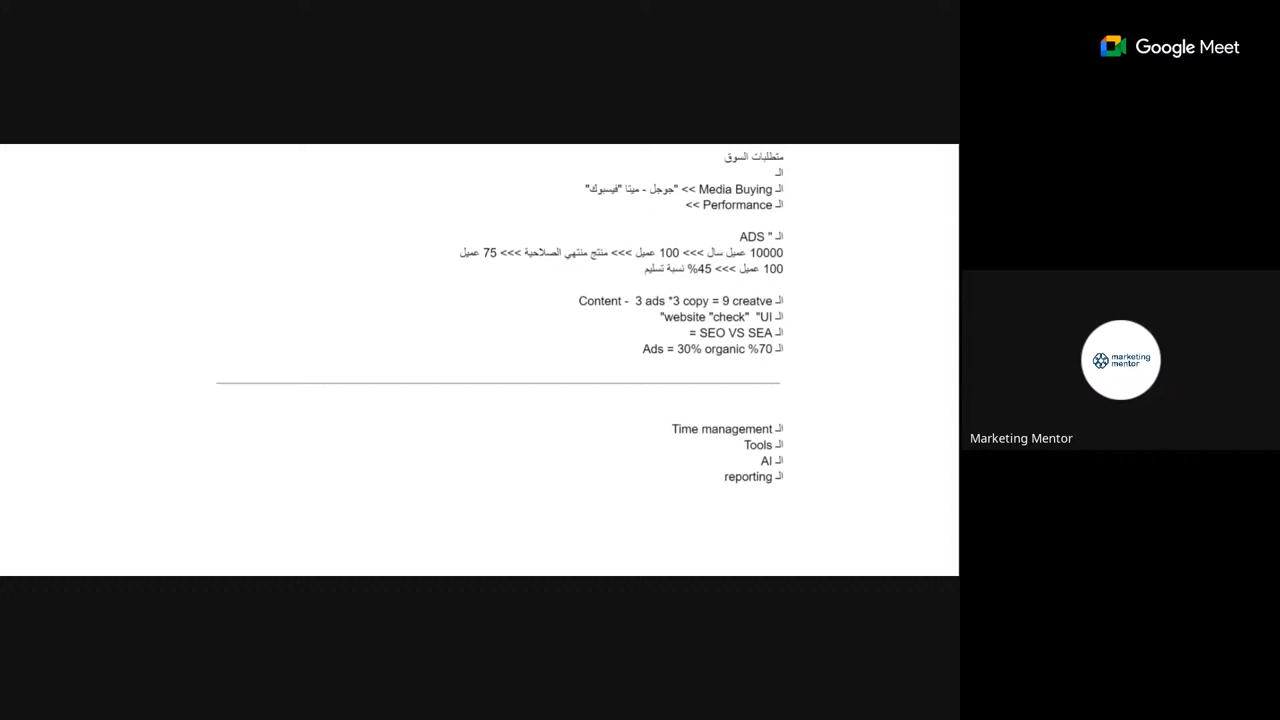 متطلبات السوق
الـ
الـ Media Buying >> "جوجل - ميتا "فيسبوك"
الـ Performance >>
الـ " ADS
10000 عميل سال >>> 100 عميل >>> منتج منتهي الصلاحية >>> 75 عميل
100 عميل >>> 45% نسبة تسليم
الـ Content - 3 ads *3 copy = 9 creatve
الـ UI" "website "check"
الـ SEO VS SEA =
الـ Ads = 30% organic %70
الـ Time management
الـ Tools
الـ AI
الـ reporting
Google Meet
marketing
mentor
Marketing Mentor